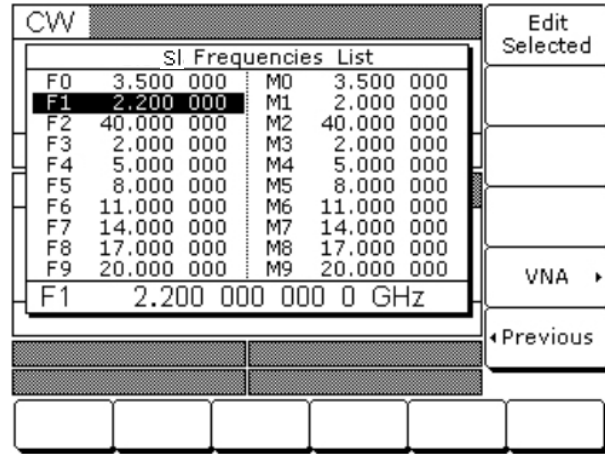 CW
Edit
Selected
SI Frequencies List
F0 3.500 000 M0 3.500 000
F1 2.200 000 M1 2.000 000
F2 40.000 000 M2 40.000 000
F3 2.000 000 M3 2.000 000
F4 5.000 000 M4 5.000 000
F5 8.000 000 M5 8.000 000
F6 11.000 000 M6 11.000 000
F7 14.000 000 M7 14.000 000
F8 17.000 000 M8 17.000 000
F9 20.000 000 M9 20.000 000
F1 2.200 000 000 0 GHz
VNA
Previous